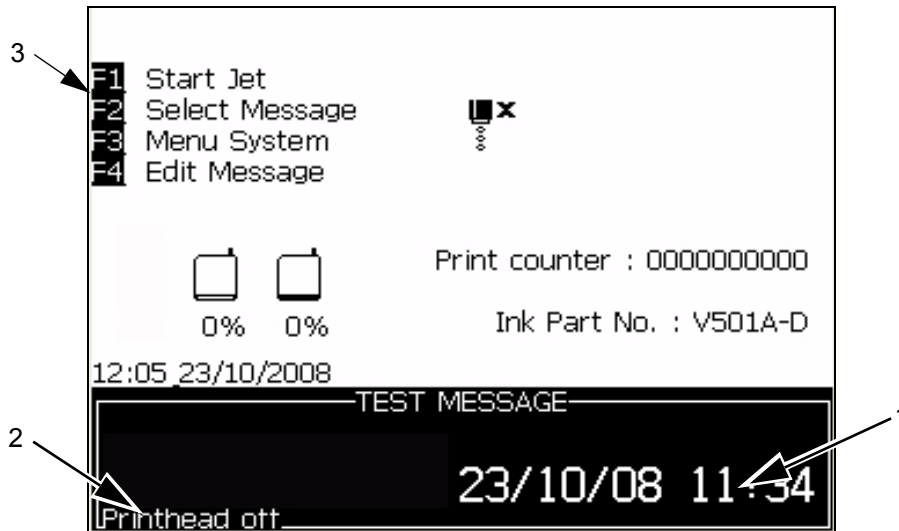 3
F1 Start Jet
F2 Select Message
F3 Menu System
F4 Edit Message
Print counter : 0000000000
0% 0%
Ink Part No. : V501A-D
12:05 23/10/2008
TEST MESSAGE
2
23/10/08 11:34
Printhead off